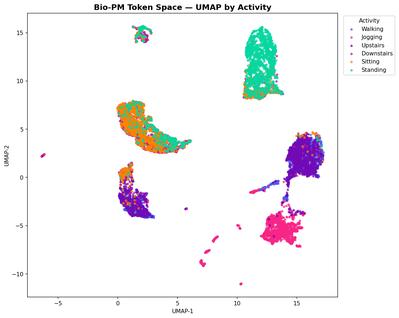 Bio-PM Token Space — UMAP by Activity
Activity
Walking
Jogging
Upstairs
Downstairs
Sitting
Standing
UMAP-2
15
10
5
0
−5
−10
−5
0
5
10
15
UMAP-1